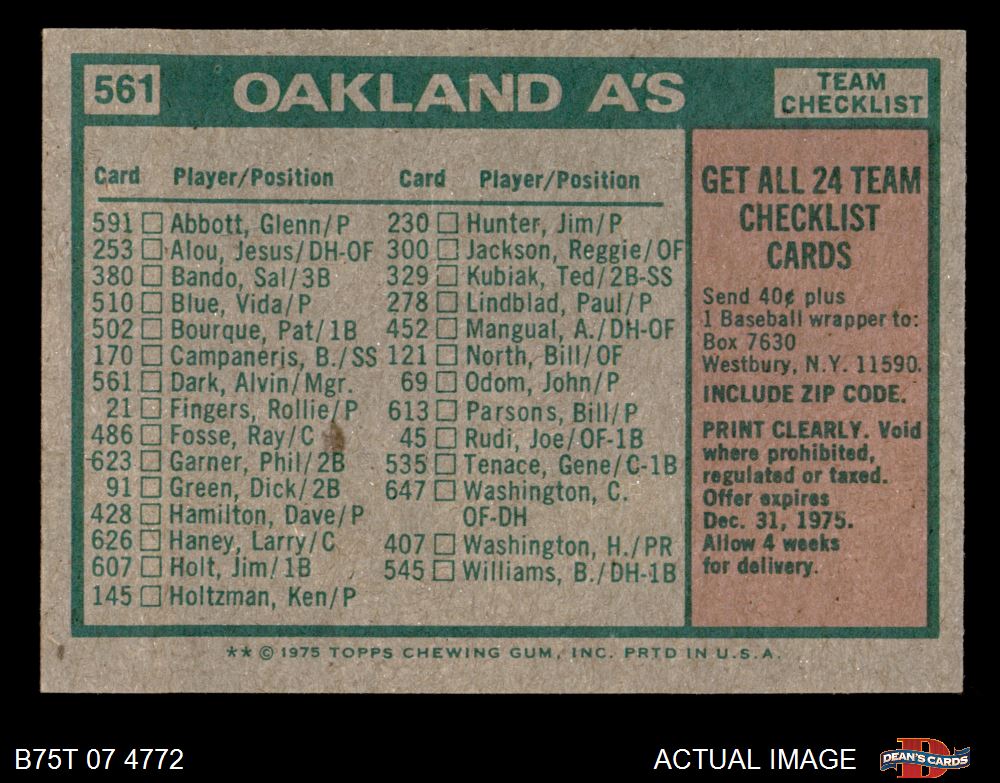 561
OAKLAND A'S
TEAM
CHECKLIST
Card Player/Position
591 Abbott, Glenn/P
253 Alou, Jesus/DH-OF
380 Bando, Sal/3B
510 Blue, Vida/P
502 Bourque, Pat/1B
170 Campaneris, B./SS
561 Dark, Alvin/Mgr.
21 Fingers, Rollie/P
486 Fosse, Ray/C
623 Garner, Phil/2B
91 Green, Dick/2B
428 Hamilton, Dave/P
626 Haney, Larry/C
607 Holt, Jim/1B
145 Holtzman, Ken/P
Card Player/Position
230 Hunter, Jim/P
300 Jackson, Reggie/OF
329 Kubiak, Ted/2B-SS
278 Lindblad, Paul/P
452 Mangual, A./DH-OF
121 North, Bill/OF
69 Odom, John/P
613 Parsons, Bill/P
45 Rudi, Joe/OF-1B
535 Tenace, Gene/C-1B
647 Washington, C.
OF-DH
407 Washington, H./PR
545 Williams, B./DH-1B
GET ALL 24 TEAM
CHECKLIST
CARDS
Send 40¢ plus
1 Baseball wrapper to:
Box 7630
Westbury, N.Y. 11590.
INCLUDE ZIP CODE.
PRINT CLEARLY. Void
where prohibited,
regulated or taxed.
Offer expires
Dec. 31, 1975.
Allow 4 weeks
for delivery.
** © 1975 TOPPS CHEWING GUM, INC. PRTD IN U.S.A.
B75T 07 4772
ACTUAL IMAGE
DEAN'S CARDS